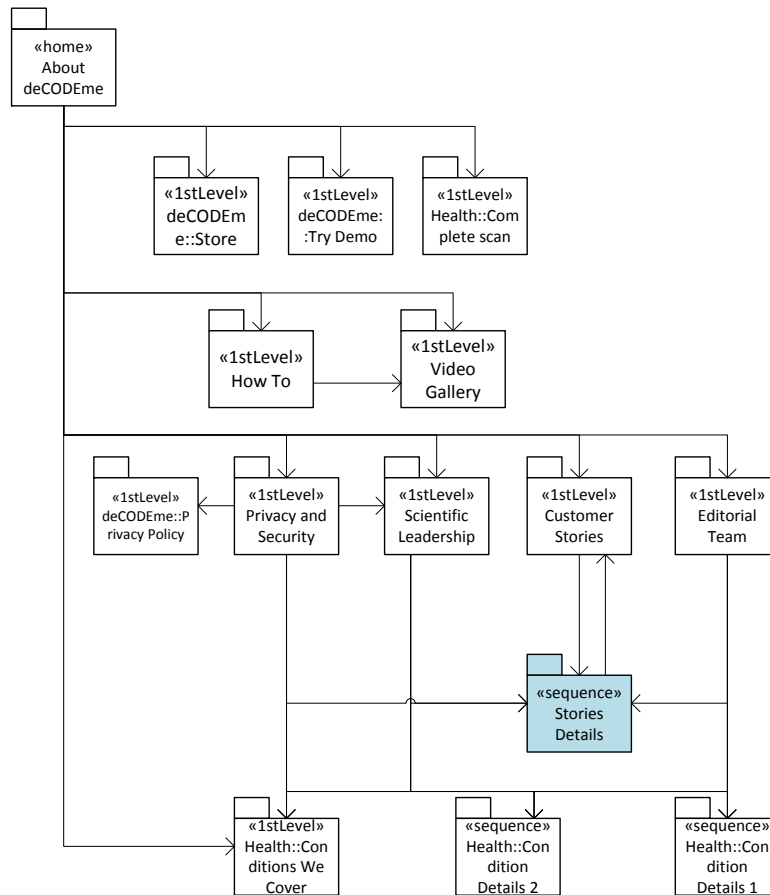 «home»
About
deCODEme
«1stLevel»
deCODEm
e::Store
«1stLevel»
deCODEme:
:Try Demo
«1stLevel»
Health::Com
plete scan
«1stLevel»
How To
«1stLevel»
Video
Gallery
«1stLevel»
deCODEme::P
rivacy Policy
«1stLevel»
Privacy and
Security
«1stLevel»
Scientific
Leadership
«1stLevel»
Customer
Stories
«1stLevel»
Editorial
Team
«sequence»
Stories
Details
«1stLevel»
Health::Con
ditions We
Cover
«sequence»
Health::Con
dition
Details 2
«sequence»
Health::Con
dition
Details 1